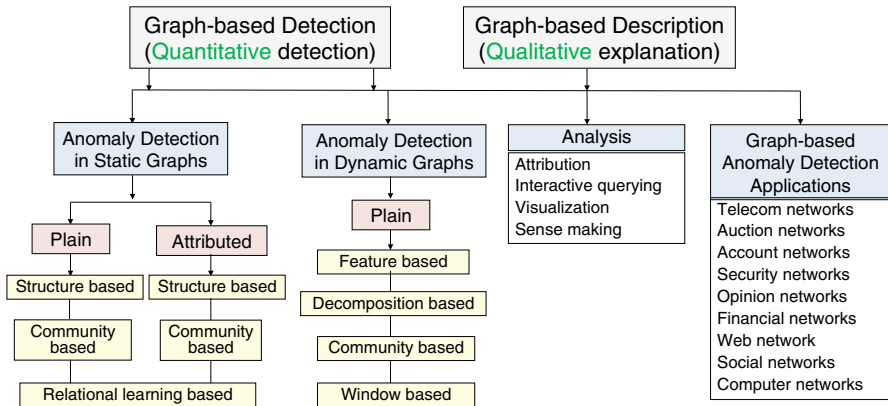 Graph-based Detection
(Quantitative detection)
Graph-based Description
(Qualitative explanation)
Anomaly Detection
in Static Graphs
Plain
Attributed
Structure based
Structure based
Community
based
Community
based
Relational learning based
Anomaly Detection
in Dynamic Graphs
Plain
Feature based
Decomposition based
Community based
Window based
Analysis
Attribution
Interactive querying
Visualization
Sense making
Graph-based
Anomaly Detection
Applications
Telecom networks
Auction networks
Account networks
Security networks
Opinion networks
Financial networks
Web network
Social networks
Computer networks